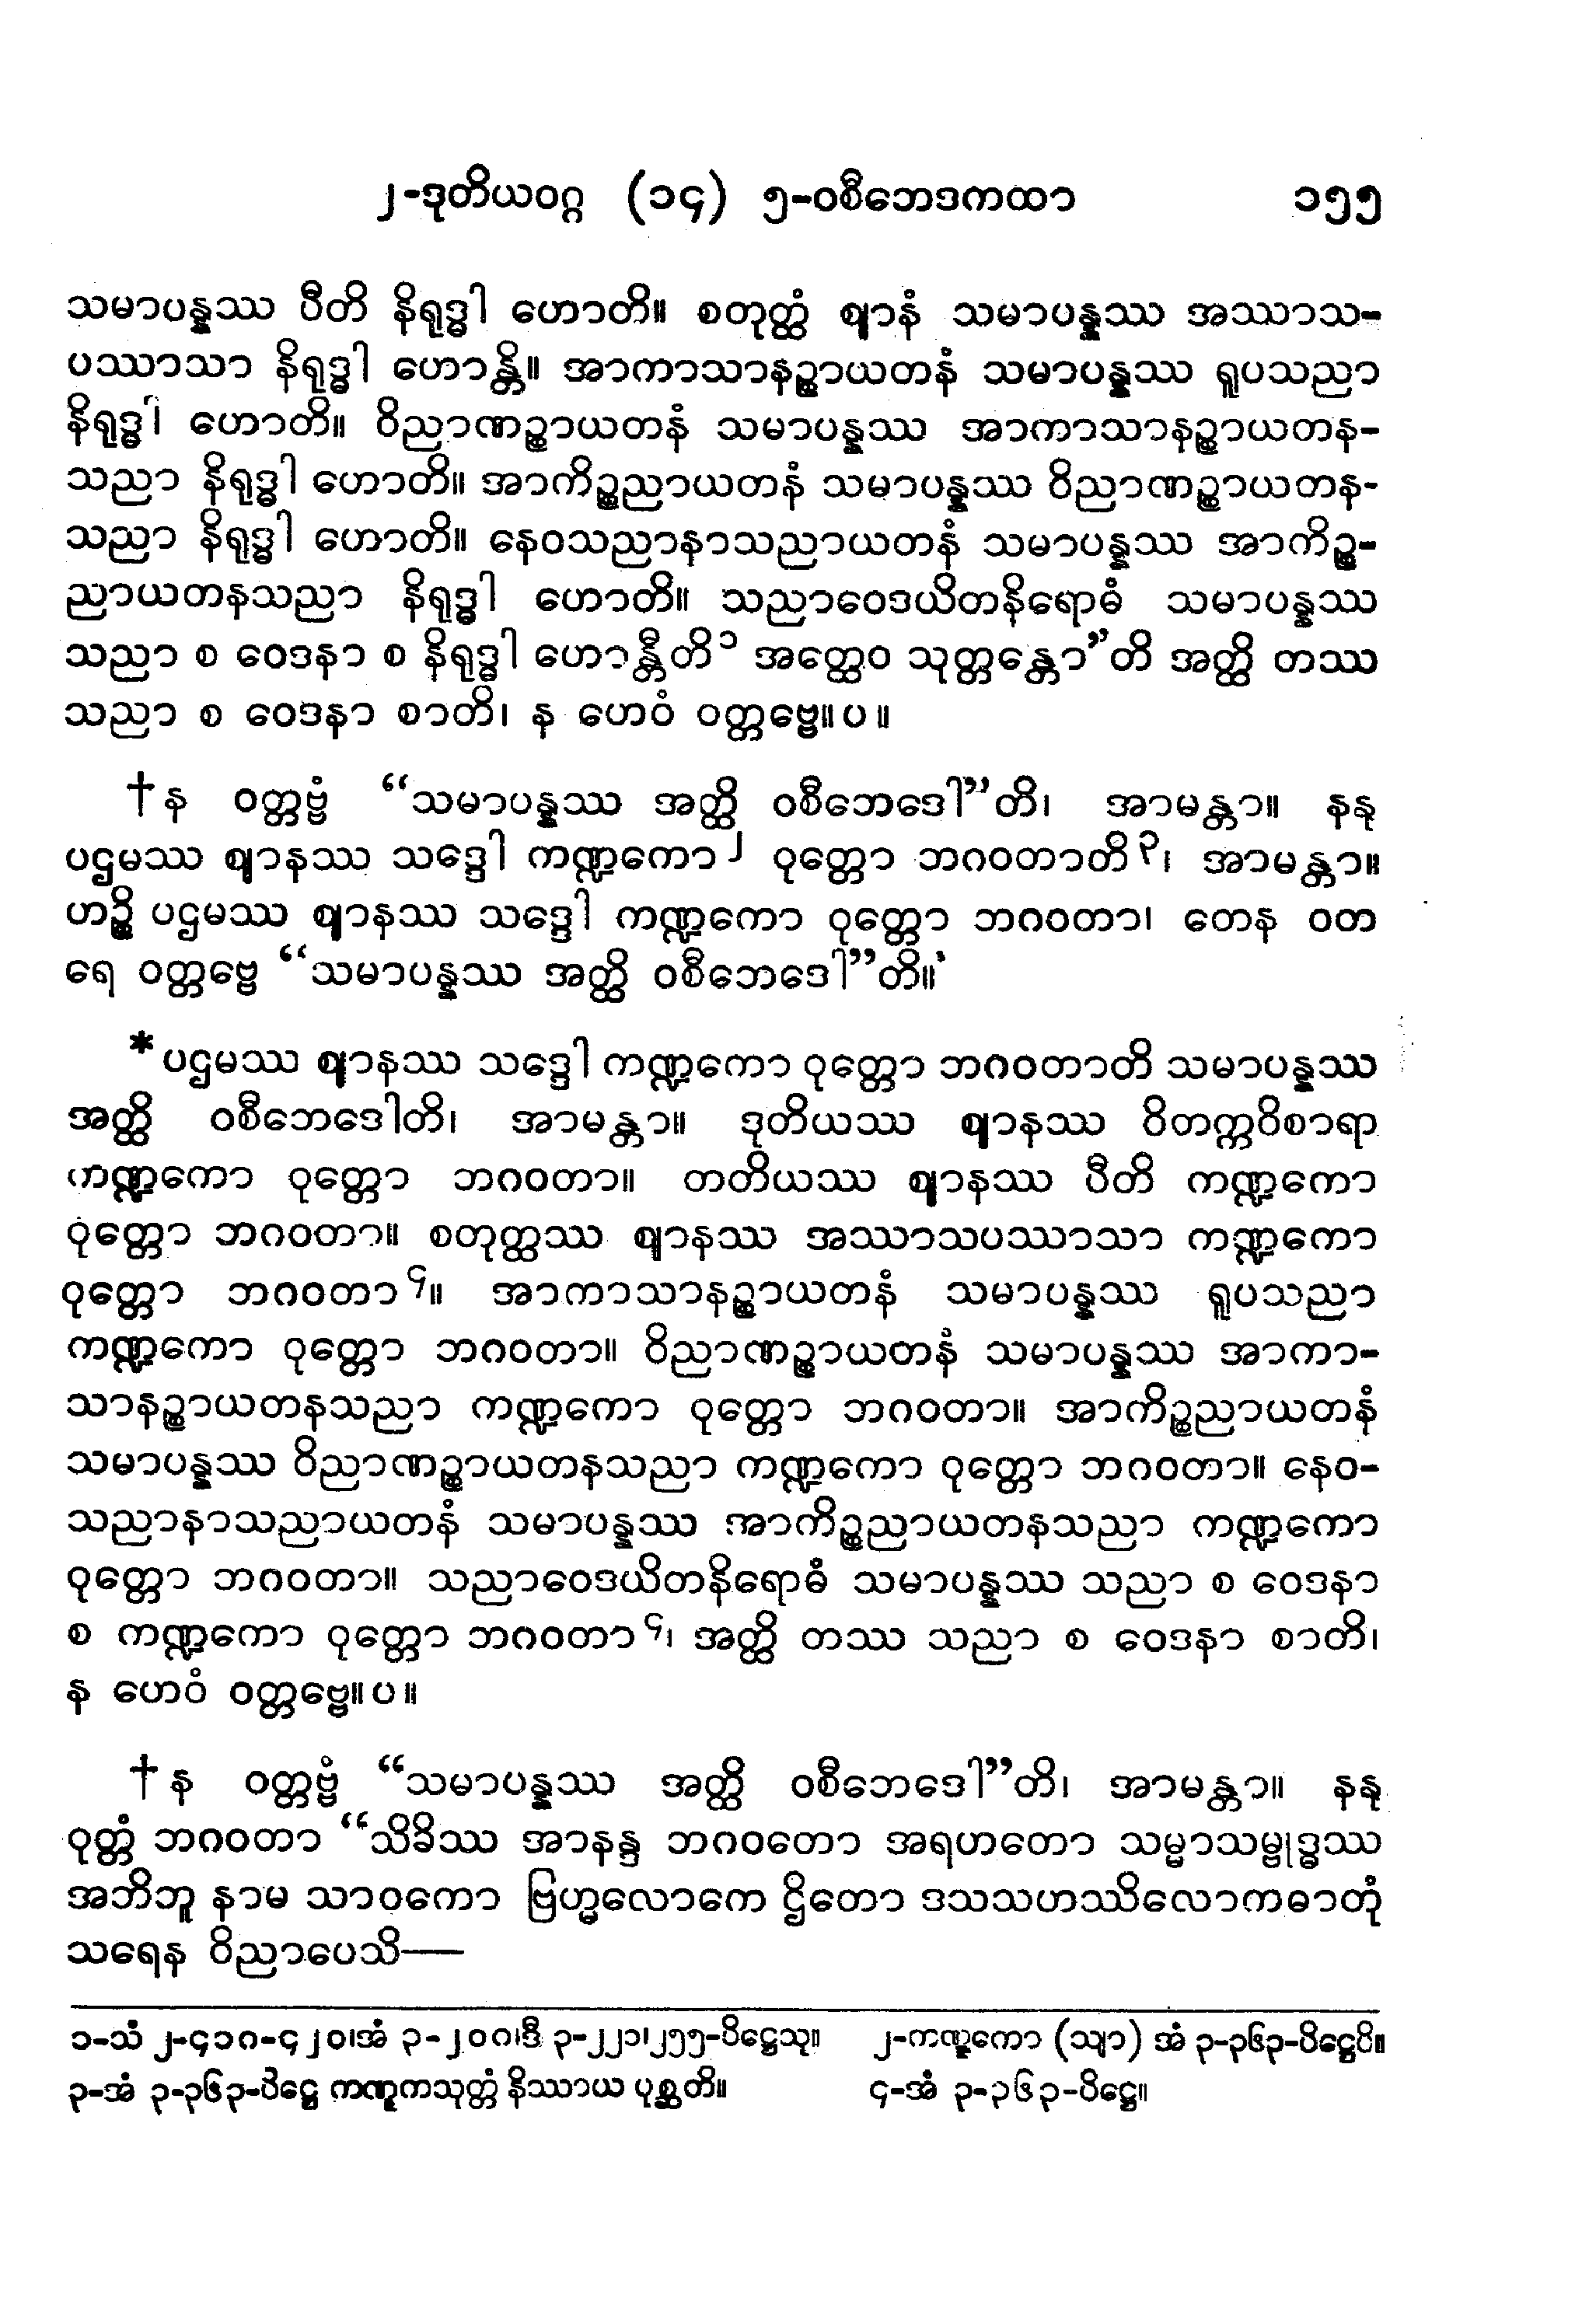 ၂-ဒုတိယဝဂ္ဂ (၁၄) ၅-ဝစီဘေဒကထာ ၁၅၅
သမာပန္နဿ ပီတိ နိရုဒ္ဓါ ဟောတိ။ စတုတ္ထံ ဈာနံ သမာပန္နဿ အဿာသ-
ပဿာသာ နိရုဒ္ဓါ ဟောန္တိ။ အာကာသာနဉ္စာယတနံ သမာပန္နဿ ရူပသညာ
နိရုဒ္ဓါ ဟောတိ။ ဝိညာဏဉ္စာယတနံ သမာပန္နဿ အာကာသာနဉ္စာယတန-
သညာ နိရုဒ္ဓါ ဟောတိ။ အာကိဉ္စညာယတနံ သမာပန္နဿ ဝိညာဏဉ္စာယတန-
သညာ နိရုဒ္ဓါ ဟောတိ။ နေဝသညာနာသညာယတနံ သမာပန္နဿ အာကိဉ္စ-
ညာယတနသညာ နိရုဒ္ဓါ ဟောတိ။ သညာဝေဒယိတနိရောဓံ သမာပန္နဿ
သညာ စ ဝေဒနာ စ နိရုဒ္ဓါ ဟောန္တီတိ၁ အတ္ထေဝ သုတ္တန္တော”တိ အတ္ထိ တဿ
သညာ စ ဝေဒနာ စာတိ၊ န ဟေဝံ ဝတ္တဗ္ဗေ။ပ။
†န ဝတ္တဗ္ဗံ “သမာပန္နဿ အတ္ထိ ဝစီဘေဒေါ”တိ၊ အာမန္တာ။ နနု
ပဌမဿ ဈာနဿ သဒ္ဒေါ ကဏ္ဍကော၂ ဝုတ္တော ဘဂဝတာတိ၃၊ အာမန္တာ။
ဟဉ္စိ ပဌမဿ ဈာနဿ သဒ္ဒေါ ကဏ္ဍကော ဝုတ္တော ဘဂဝတာ၊ တေန ဝတ
ရေ ဝတ္တဗ္ဗေ “သမာပန္နဿ အတ္ထိ ဝစီဘေဒေါ”တိ။
*ပဌမဿ ဈာနဿ သဒ္ဒေါ ကဏ္ဍကော ဝုတ္တော ဘဂဝတာတိ သမာပန္နဿ
အတ္ထိ ဝစီဘေဒေါတိ၊ အာမန္တာ။ ဒုတိယဿ ဈာနဿ ဝိတက္ကဝိစာရာ
ကဏ္ဍကော ဝုတ္တော ဘဂဝတာ။ တတိယဿ ဈာနဿ ပီတိ ကဏ္ဍကော
ဝုတ္တော ဘဂဝတာ။ စတုတ္ထဿ ဈာနဿ အဿာသပဿာသာ ကဏ္ဍကော
ဝုတ္တော ဘဂဝတာ၄။ အာကာသာနဉ္စာယတနံ သမာပန္နဿ ရူပသညာ
ကဏ္ဍကော ဝုတ္တော ဘဂဝတာ။ ဝိညာဏဉ္စာယတနံ သမာပန္နဿ အာကာ-
သာနဉ္စာယတနသညာ ကဏ္ဍကော ဝုတ္တော ဘဂဝတာ။ အာကိဉ္စညာယတနံ
သမာပန္နဿ ဝိညာဏဉ္စာယတနသညာ ကဏ္ဍကော ဝုတ္တော ဘဂဝတာ။ နေဝ-
သညာနာသညာယတနံ သမာပန္နဿ အာကိဉ္စညာယတနသညာ ကဏ္ဍကော
ဝုတ္တော ဘဂဝတာ။ သညာဝေဒယိတနိရောဓံ သမာပန္နဿ သညာ စ ဝေဒနာ
စ ကဏ္ဍကော ဝုတ္တော ဘဂဝတာ၄၊ အတ္ထိ တဿ သညာ စ ဝေဒနာ စာတိ၊
န ဟေဝံ ဝတ္တဗ္ဗေ။ပ။
†န ဝတ္တဗ္ဗံ “သမာပန္နဿ အတ္ထိ ဝစီဘေဒေါ”တိ၊ အာမန္တာ။ နနု
ဝုတ္တံ ဘဂဝတာ “သိခိဿ အာနန္ဒ ဘဂဝတော အရဟတော သမ္မာသမ္ဗုဒ္ဓဿ
အဘိဘူ နာမ သာဝကော ဗြဟ္မလောကေ ဌိတော ဒသသဟဿိလောကဓာတုံ
သရေန ဝိညာပေသိ—
၁-သံ ၂-၄၁၈-၄၂၀၊အံ ၃-၂၀၈၊ဒီ ၃-၂၂၁၊၂၅၅-ပိဋ္ဌေသု။ ၂-ကဏ္ဋကော (သျာ) အံ ၃-၃၆၃-ပိဋ္ဌေပိ။
၃-အံ ၃-၃၆၃-ပိဋ္ဌေ ကဏ္ဋကသုတ္တံ နိဿာယ ပုစ္ဆတိ။ ၄-အံ ၃-၃၆၃-ပိဋ္ဌေ။